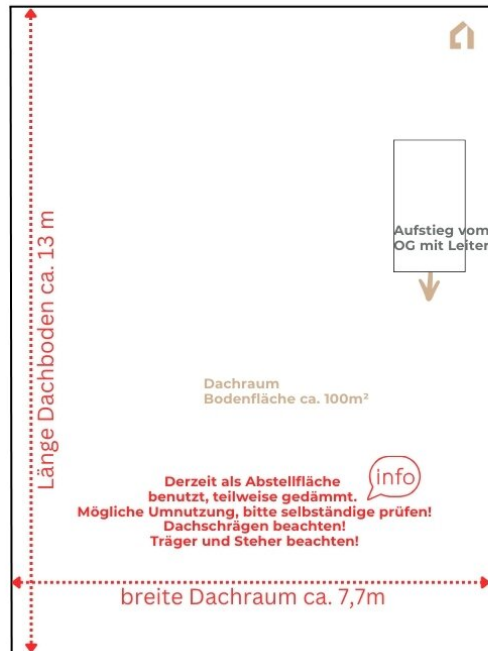 Länge Dachboden ca. 13 m
Aufstieg vom
OG mit Leiter
Dachraum
Bodenfläche ca. 100m²
info
Derzeit als Abstellfläche
benutzt, teilweise gedämmt.
Mögliche Umnutzung, bitte selbständige prüfen!
Dachschrägen beachten!
Träger und Steher beachten!
breite Dachraum ca. 7,7m